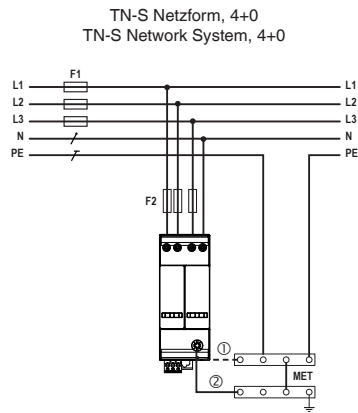 TN-S Netzform, 4+0
TN-S Network System, 4+0
F1
L1 L1
L2 L2
L3 L3
N N
PE PE
F2
①
MET
②